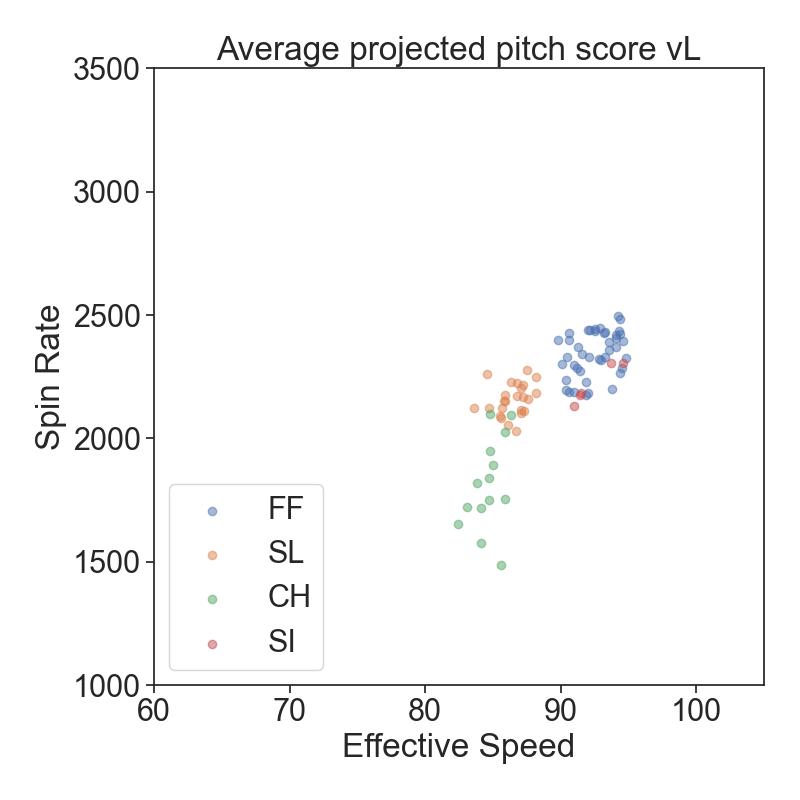 Average projected pitch score vL
3500
3000
2500
2000
1500
1000
Spin Rate
FF
SL
CH
SI
60 70 80 90 100
Effective Speed